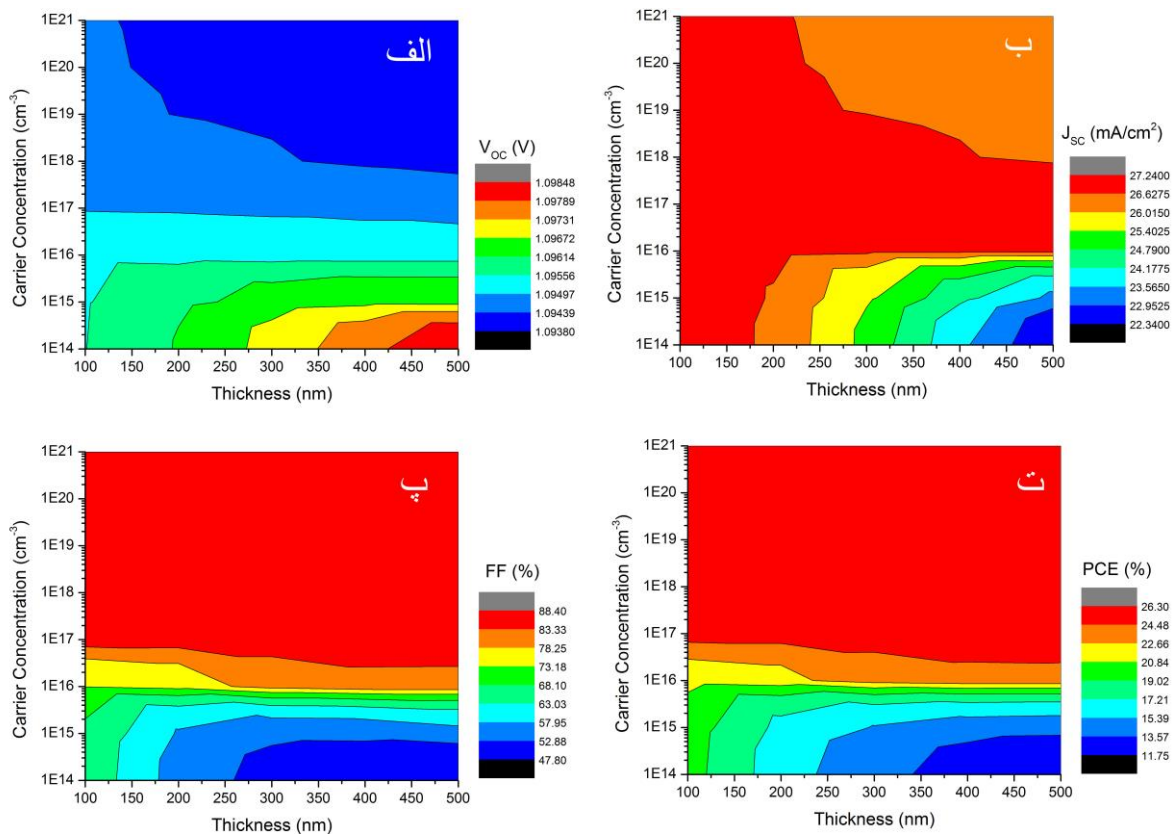 الف
Carrier Concentration (cm⁻³)
1E21
1E20
1E19
1E18
1E17
1E16
1E15
1E14
100 150 200 250 300 350 400 450 500
Thickness (nm)
V_OC (V)
1.09848
1.09789
1.09731
1.09672
1.09614
1.09556
1.09497
1.09439
1.09380
ب
Carrier Concentration (cm⁻³)
1E21
1E20
1E19
1E18
1E17
1E16
1E15
1E14
100 150 200 250 300 350 400 450 500
Thickness (nm)
J_SC (mA/cm²)
27.2400
26.6275
26.0150
25.4025
24.7900
24.1775
23.5650
22.9525
22.3400
پ
Carrier Concentration (cm⁻³)
1E21
1E20
1E19
1E18
1E17
1E16
1E15
1E14
100 150 200 250 300 350 400 450 500
Thickness (nm)
FF (%)
88.40
83.33
78.25
73.18
68.10
63.03
57.95
52.88
47.80
ت
Carrier Concentration (cm⁻³)
1E21
1E20
1E19
1E18
1E17
1E16
1E15
1E14
100 150 200 250 300 350 400 450 500
Thickness (nm)
PCE (%)
26.30
24.48
22.66
20.84
19.02
17.21
15.39
13.57
11.75